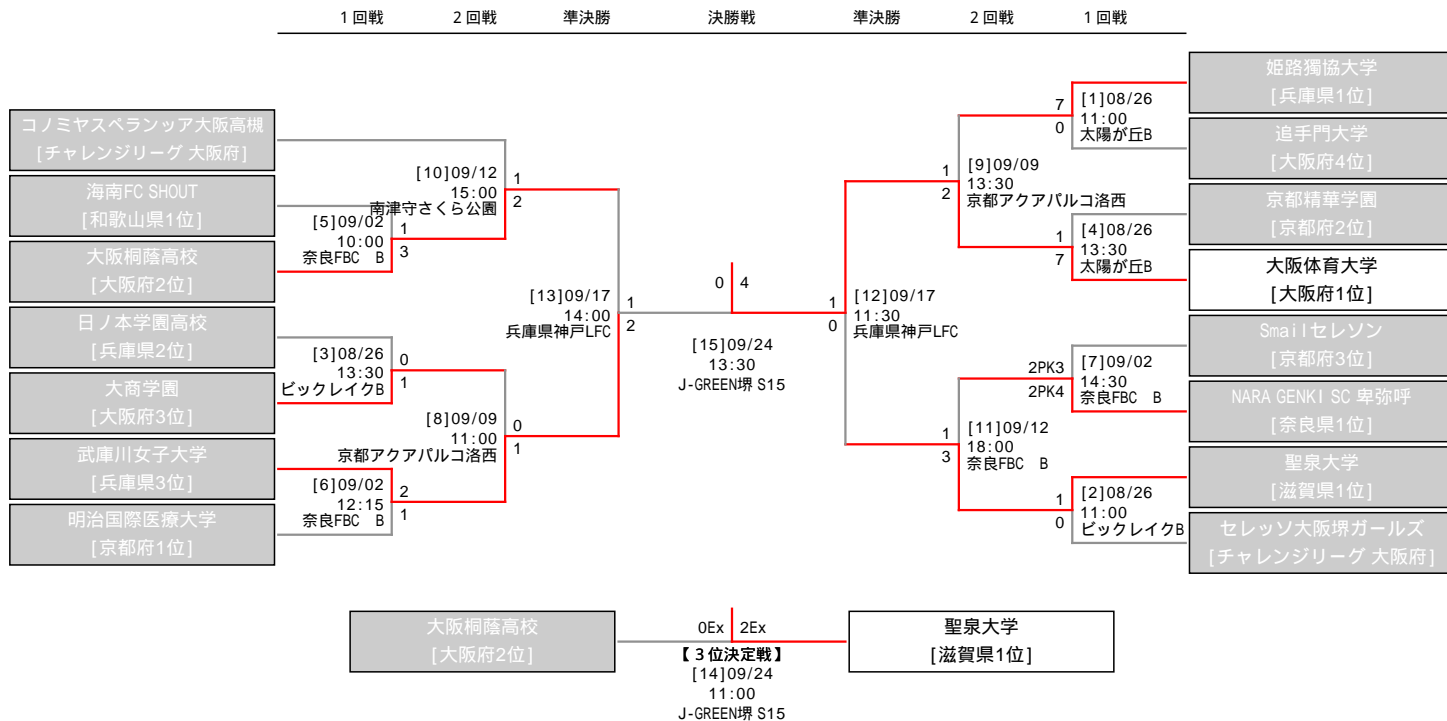 1回戦 2回戦 準決勝 決勝戦 準決勝 2回戦 1回戦
コノミヤスペランッア大阪高槻
[チャレンジリーグ 大阪府]
海南FC SHOUT
[和歌山県1位]
大阪桐蔭高校
[大阪府2位]
日ノ本学園高校
[兵庫県2位]
大商学園
[大阪府3位]
武庫川女子大学
[兵庫県3位]
明治国際医療大学
[京都府1位]
[5]09/02
10:00
奈良FBC B
1
3
[3]08/26
13:30
ビックレイクB
0
1
[6]09/02
12:15
奈良FBC B
2
1
[10]09/12
15:00
南津守さくら公園
1
2
[8]09/09
11:00
京都アクアパルコ洛西
0
1
[13]09/17
14:00
兵庫県神戸LFC
1
2
0 4
[15]09/24
13:30
J-GREEN堺 S15
1
0
[12]09/17
11:30
兵庫県神戸LFC
1
2
[9]09/09
13:30
京都アクアパルコ洛西
1
3
[11]09/12
18:00
奈良FBC B
7
0
[1]08/26
11:00
太陽が丘B
1
7
[4]08/26
13:30
太陽が丘B
2PK3
2PK4
[7]09/02
14:30
奈良FBC B
1
0
[2]08/26
11:00
ビックレイクB
姫路獨協大学
[兵庫県1位]
追手門大学
[大阪府4位]
京都精華学園
[京都府2位]
大阪体育大学
[大阪府1位]
Smailセレソン
[京都府3位]
NARA GENKI SC 卑弥呼
[奈良県1位]
聖泉大学
[滋賀県1位]
セレッソ大阪堺ガールズ
[チャレンジリーグ 大阪府]
大阪桐蔭高校
[大阪府2位]
0Ex 2Ex
【3位決定戦】
[14]09/24
11:00
J-GREEN堺 S15
聖泉大学
[滋賀県1位]